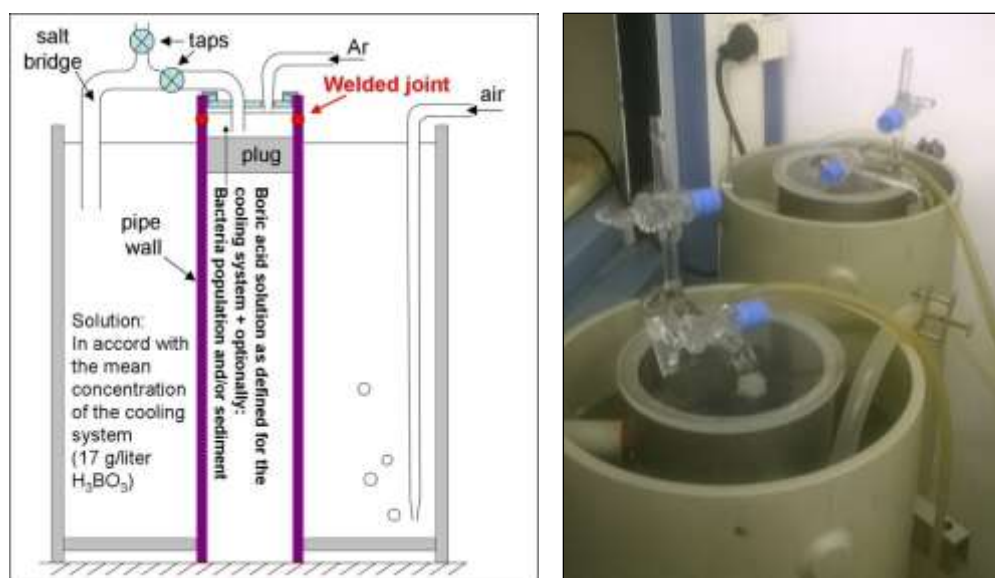 salt
bridge
taps
Ar
Welded joint
air
plug
pipe
wall
Boric acid solution as defined for the
cooling system + optionally:
Bacteria population and/or sediment
Solution:
In accord with
the mean
concentration
of the cooling
system
(17 g/liter
H₃BO₃)